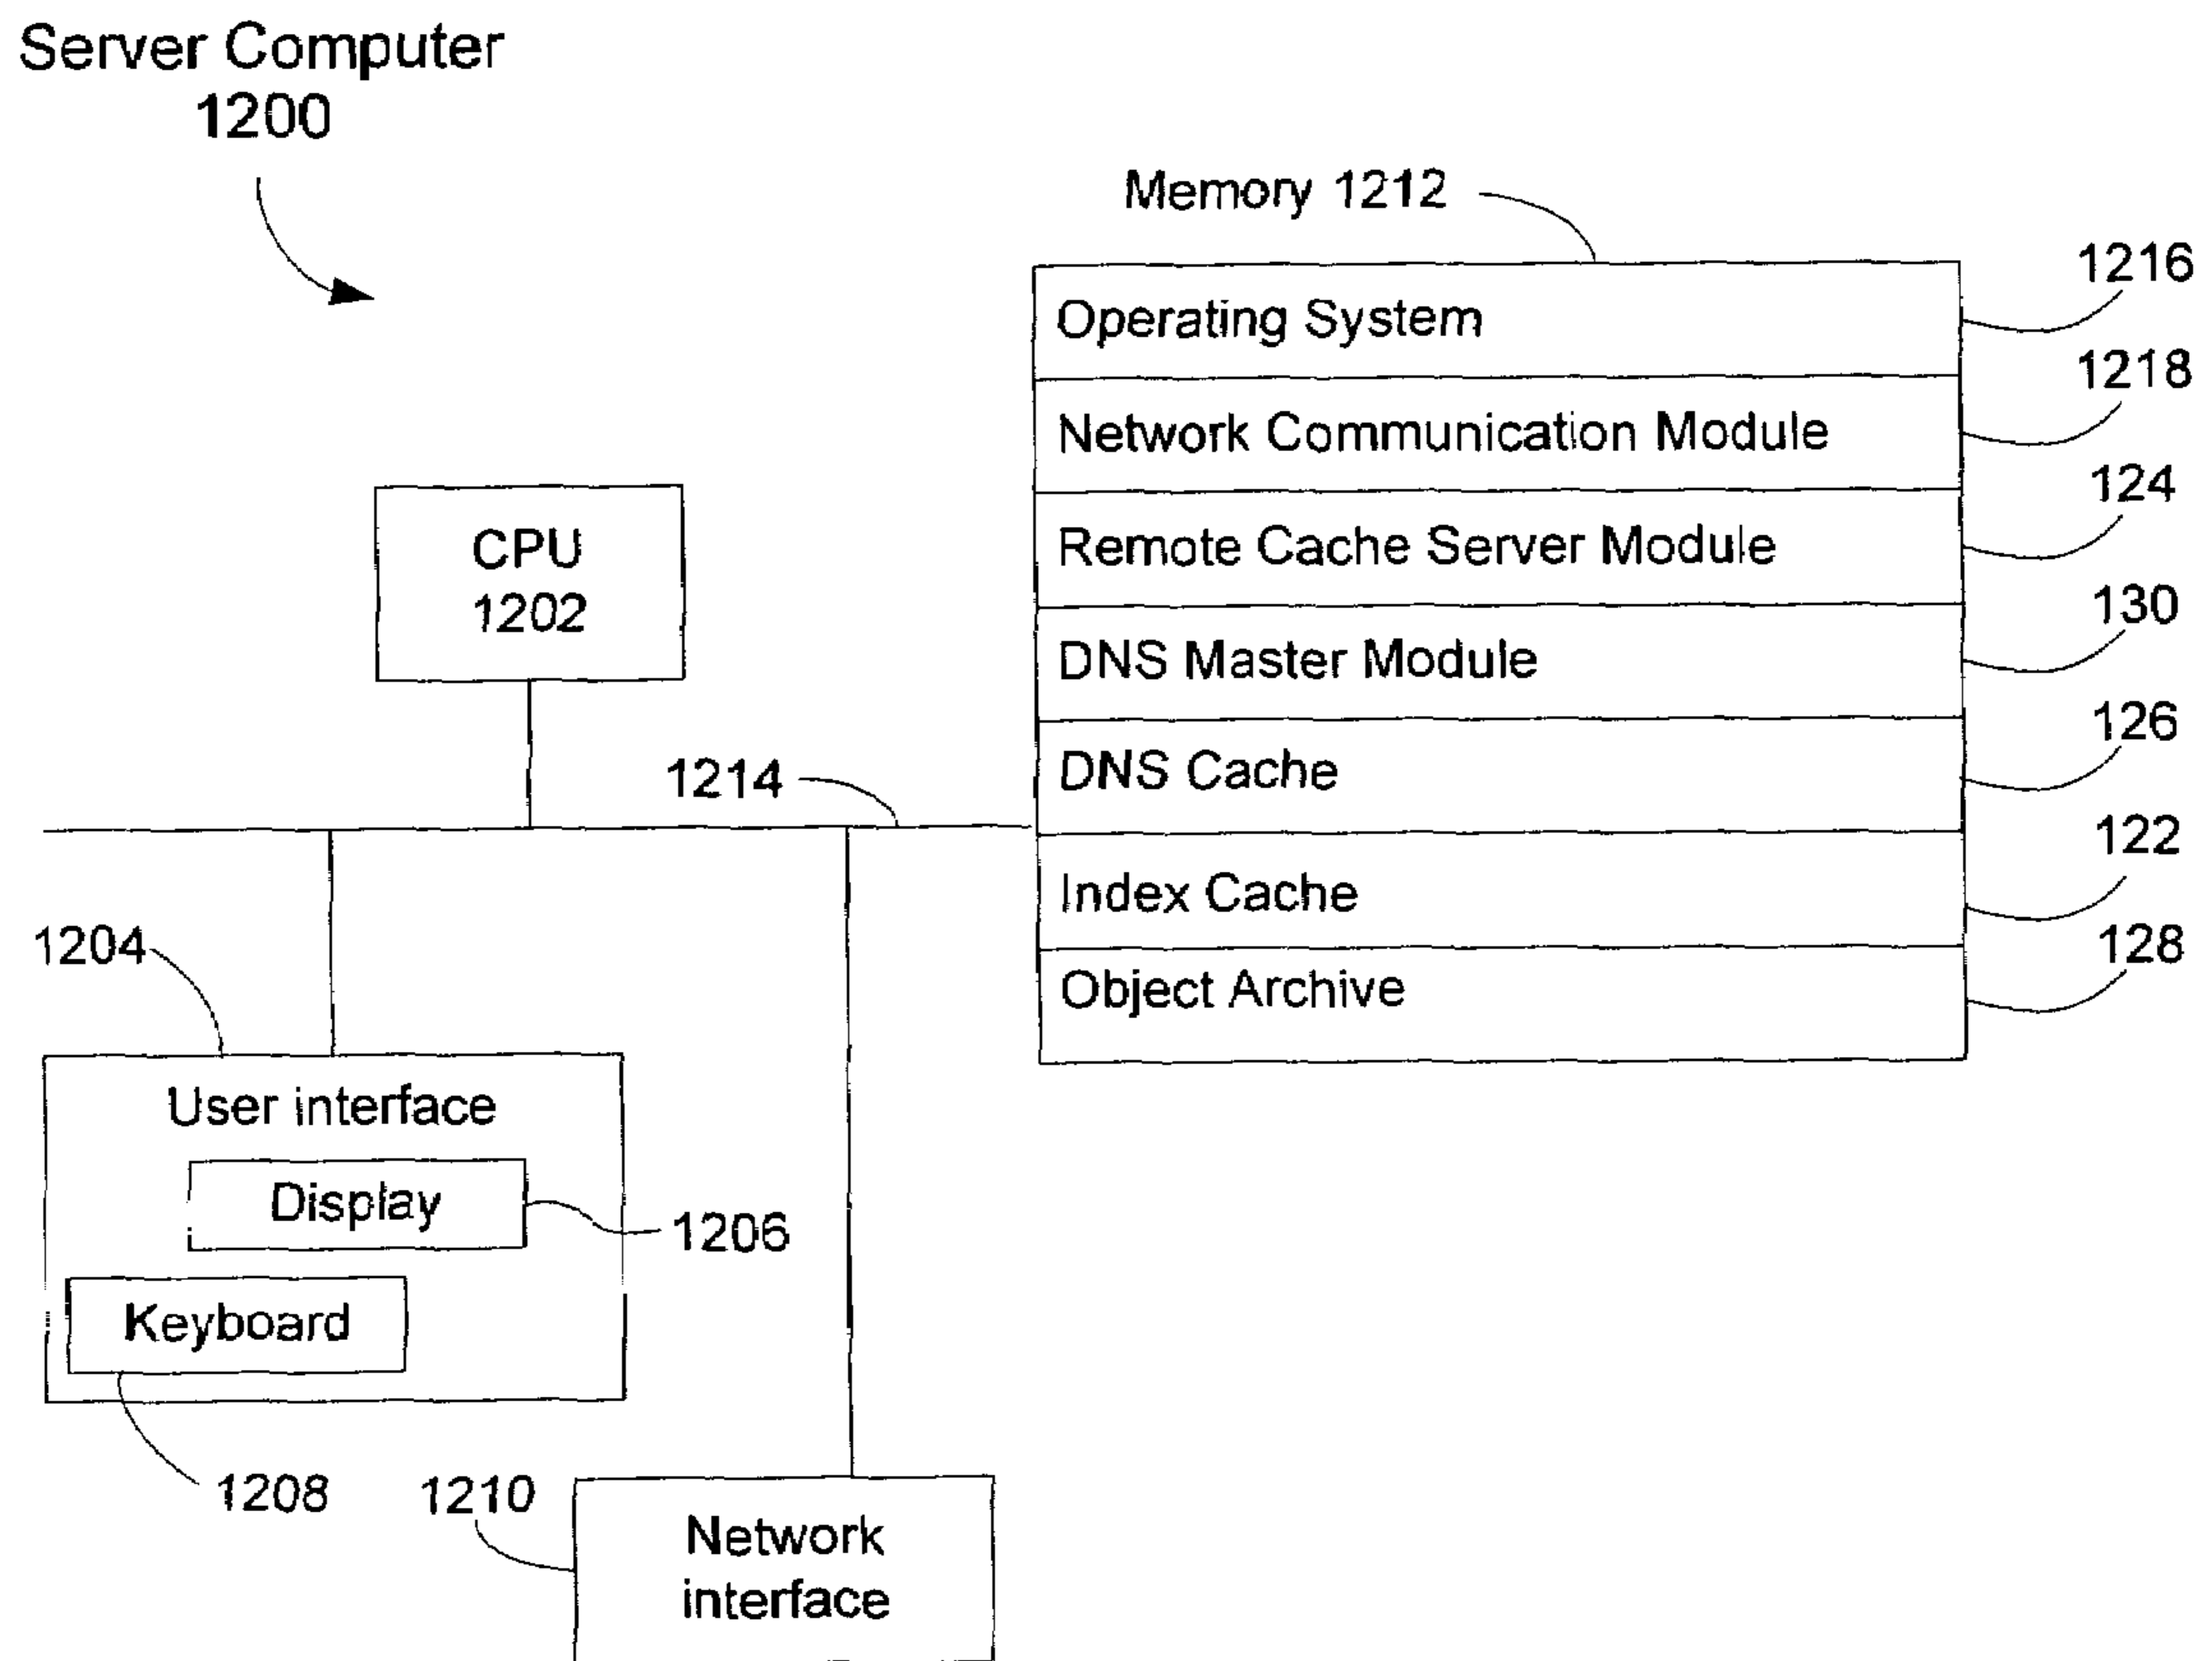 Server Computer
1200
Memory 1212
1216
Operating System
1218
Network Communication Module
124
Remote Cache Server Module
130
DNS Master Module
126
DNS Cache
122
Index Cache
128
Object Archive
CPU
1202
1214
1204
User interface
Display
1206
Keyboard
1208
1210
Network
interface